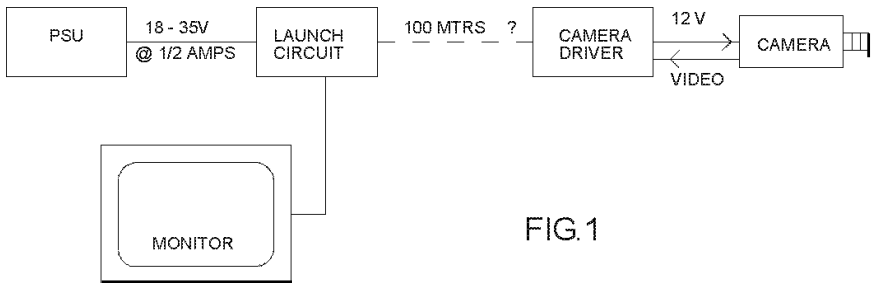 PSU
18 - 35V
@ 1/2 AMPS
LAUNCH
CIRCUIT
100 MTRS ?
CAMERA
DRIVER
12 V
VIDEO
CAMERA
MONITOR
FIG.1